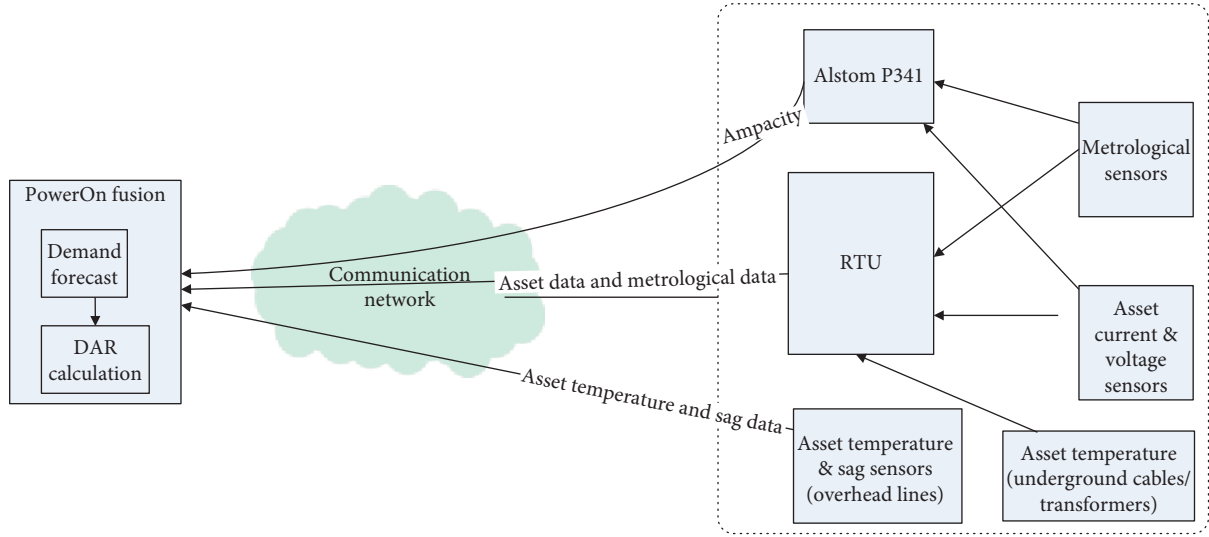 PowerOn fusion
Demand
forecast
DAR
calculation
Communication
network
Ampacity
Asset data and metrological data
Asset temperature and sag data
Alstom P341
RTU
Metrological
sensors
Asset
current &
voltage
sensors
Asset temperature
& sag sensors
(overhead lines)
Asset temperature
(underground cables/
transformers)